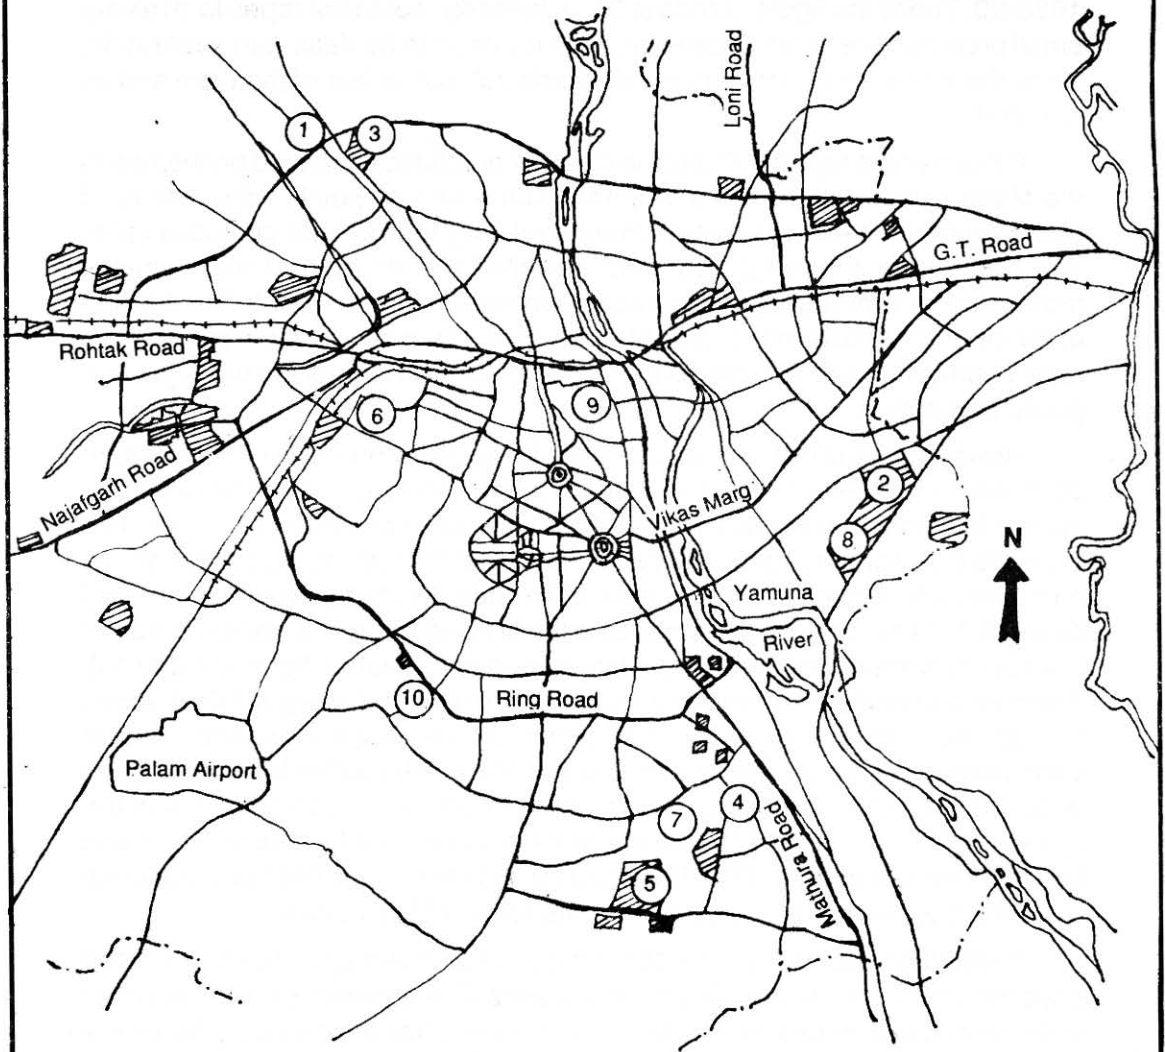 Loni Road
1
3
G.T. Road
Rohtak Road
6
9
Najafgarh Road
2
Vikas Marg
8
N
Yamuna
River
10
Ring Road
Palam Airport
4
7
Mathura Road
5